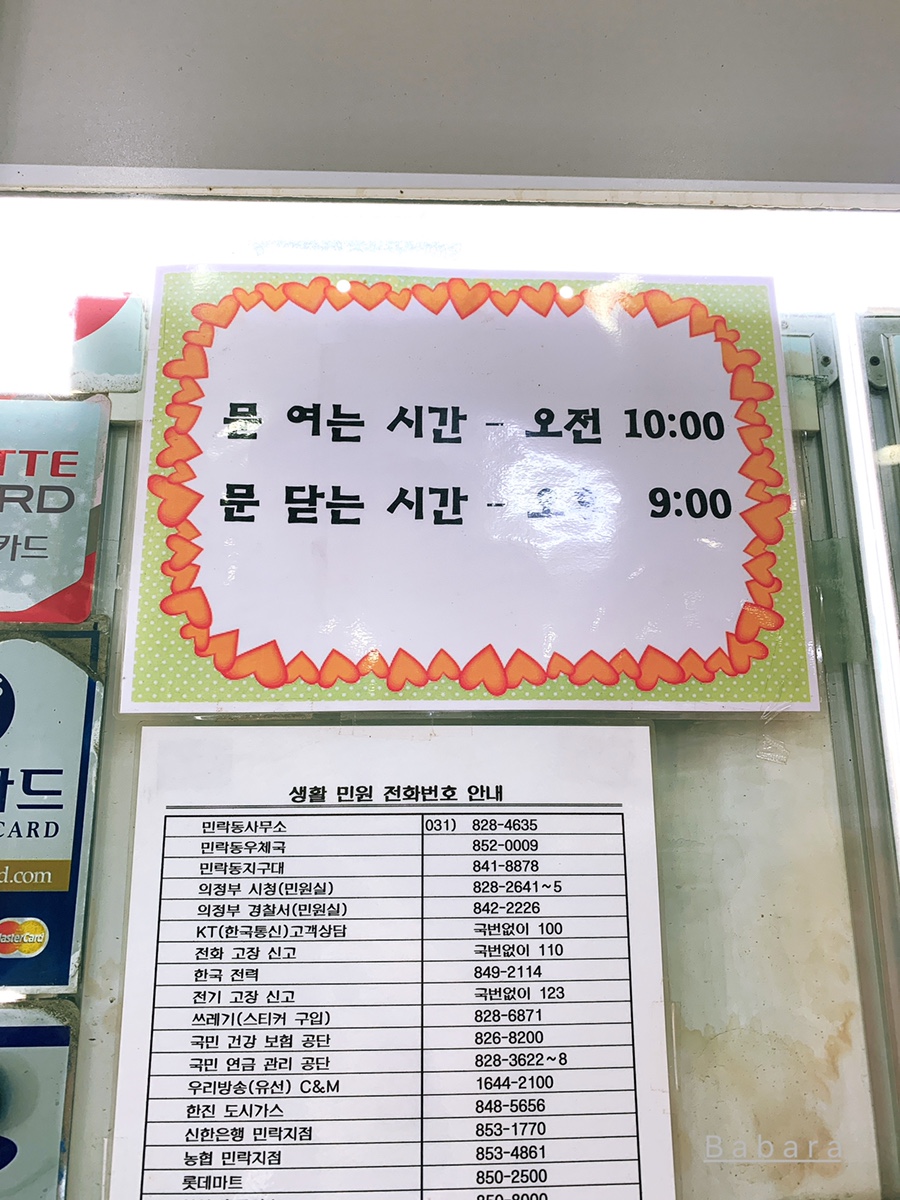 문 여는 시간 - 오전 10:00
문 닫는 시간 - 오후 9:00
TTE
RD
카드
카드
CARD
d.com
MasterCard
생활 민원 전화번호 안내
민락동사무소 031) 828-4635
민락동우체국 852-0009
민락동지구대 841-8878
의정부 시청(민원실) 828-2641~5
의정부 경찰서(민원실) 842-2226
KT(한국통신)고객상담 국번없이 100
전화 고장 신고 국번없이 110
한국 전력 849-2114
전기 고장 신고 국번없이 123
쓰레기(스티커 구입) 828-6871
국민 건강 보험 공단 826-8200
국민 연금 관리 공단 828-3622~8
우리방송(유선) C&M 1644-2100
한진 도시가스 848-5656
신한은행 민락지점 853-1770
농협 민락지점 853-4861
롯데마트 850-2500
Babara